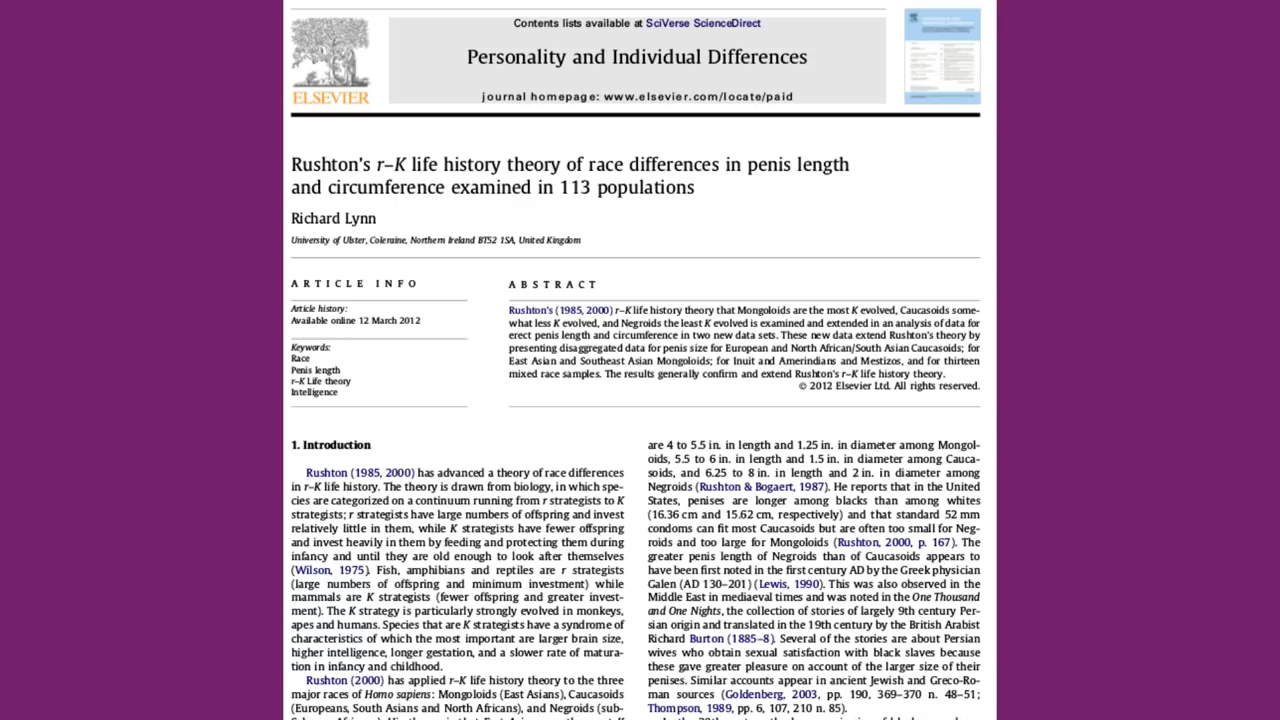 Contents lists available at SciVerse ScienceDirect
Personality and Individual Differences
journal homepage: www.elsevier.com/locate/paid
ELSEVIER
Rushton's r–K life history theory of race differences in penis length
and circumference examined in 113 populations
Richard Lynn
University of Ulster, Coleraine, Northern Ireland BT52 1SA, United Kingdom
ARTICLE INFO
Article history:
Available online 12 March 2012
Keywords:
Race
Penis length
r–K Life theory
Intelligence
ABSTRACT
Rushton's (1985, 2000) r–K life history theory that Mongoloids are the most K evolved, Caucasoids some-
what less K evolved, and Negroids the least K evolved is examined and extended in an analysis of data for
erect penis length and circumference in two new data sets. These new data extend Rushton's theory by
presenting disaggregated data for penis size for European and North African/South Asian Caucasoids; for
East Asian and Southeast Asian Mongoloids; for Inuit and Amerindians and Mestizos, and for thirteen
mixed race samples. The results generally confirm and extend Rushton's r–K life history theory.
© 2012 Elsevier Ltd. All rights reserved.
1. Introduction
Rushton (1985, 2000) has advanced a theory of race differences
in r–K life history. The theory is drawn from biology, in which spe-
cies are categorized on a continuum running from r strategists to K
strategists; r strategists have large numbers of offspring and invest
relatively little in them, while K strategists have fewer offspring
and invest heavily in them by feeding and protecting them during
infancy and until they are old enough to look after themselves
(Wilson, 1975). Fish, amphibians and reptiles are r strategists
(large numbers of offspring and minimum investment) while
mammals are K strategists (fewer offspring and greater invest-
ment). The K strategy is particularly strongly evolved in monkeys,
apes and humans. Species that are K strategists have a syndrome of
characteristics of which the most important are larger brain size,
higher intelligence, longer gestation, and a slower rate of matura-
tion in infancy and childhood.
Rushton (2000) has applied r–K life history theory to the three
major races of Homo sapiens: Mongoloids (East Asians), Caucasoids
(Europeans, South Asians and North Africans), and Negroids (sub-
are 4 to 5.5 in. in length and 1.25 in. in diameter among Mongol-
oids, 5.5 to 6 in. in length and 1.5 in. in diameter among Cauca-
soids, and 6.25 to 8 in. in length and 2 in. in diameter among
Negroids (Rushton & Bogaert, 1987). He reports that in the United
States, penises are longer among blacks than among whites
(16.36 cm and 15.62 cm, respectively) and that standard 52 mm
condoms can fit most Caucasoids but are often too small for Neg-
roids and too large for Mongoloids (Rushton, 2000, p. 167). The
greater penis length of Negroids than of Caucasoids appears to
have been first noted in the first century AD by the Greek physician
Galen (AD 130–201) (Lewis, 1990). This was also observed in the
Middle East in mediaeval times and was noted in the One Thousand
and One Nights, the collection of stories of largely 9th century Per-
sian origin and translated in the 19th century by the British Arabist
Richard Burton (1885–8). Several of the stories are about Persian
wives who obtain sexual satisfaction with black slaves because
these gave greater pleasure on account of the larger size of their
penises. Similar accounts appear in ancient Jewish and Greco-Ro-
man sources (Goldenberg, 2003, pp. 190, 369–370 n. 48–51;
Thompson, 1989, pp. 6, 107, 210 n. 85).